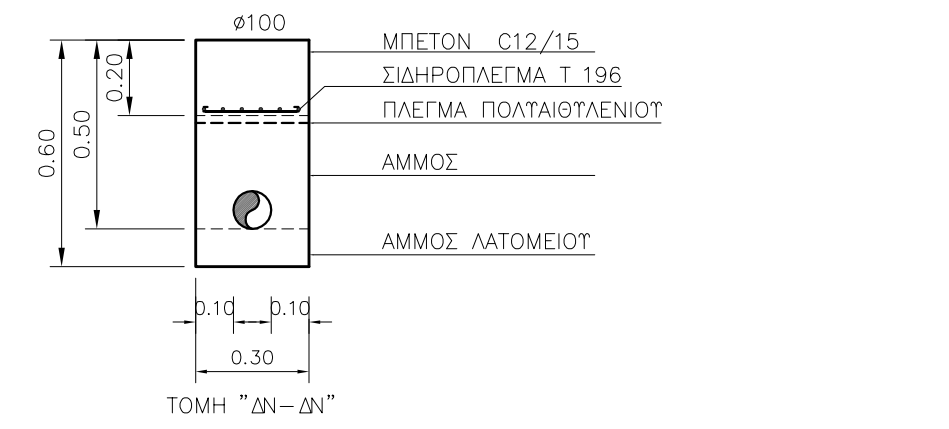 ø100
ΜΠΕΤΟΝ C12/15
ΣΙΔΗΡΟΠΛΕΓΜΑ Τ 196
ΠΛΕΓΜΑ ΠΟΛΥΑΙΘΥΛΕΝΙΟΥ
ΑΜΜΟΣ
ΑΜΜΟΣ ΛΑΤΟΜΕΙΟΥ
0.20
0.50
0.60
0.10 0.10
0.30
ΤΟΜΗ "ΔΝ-ΔΝ"